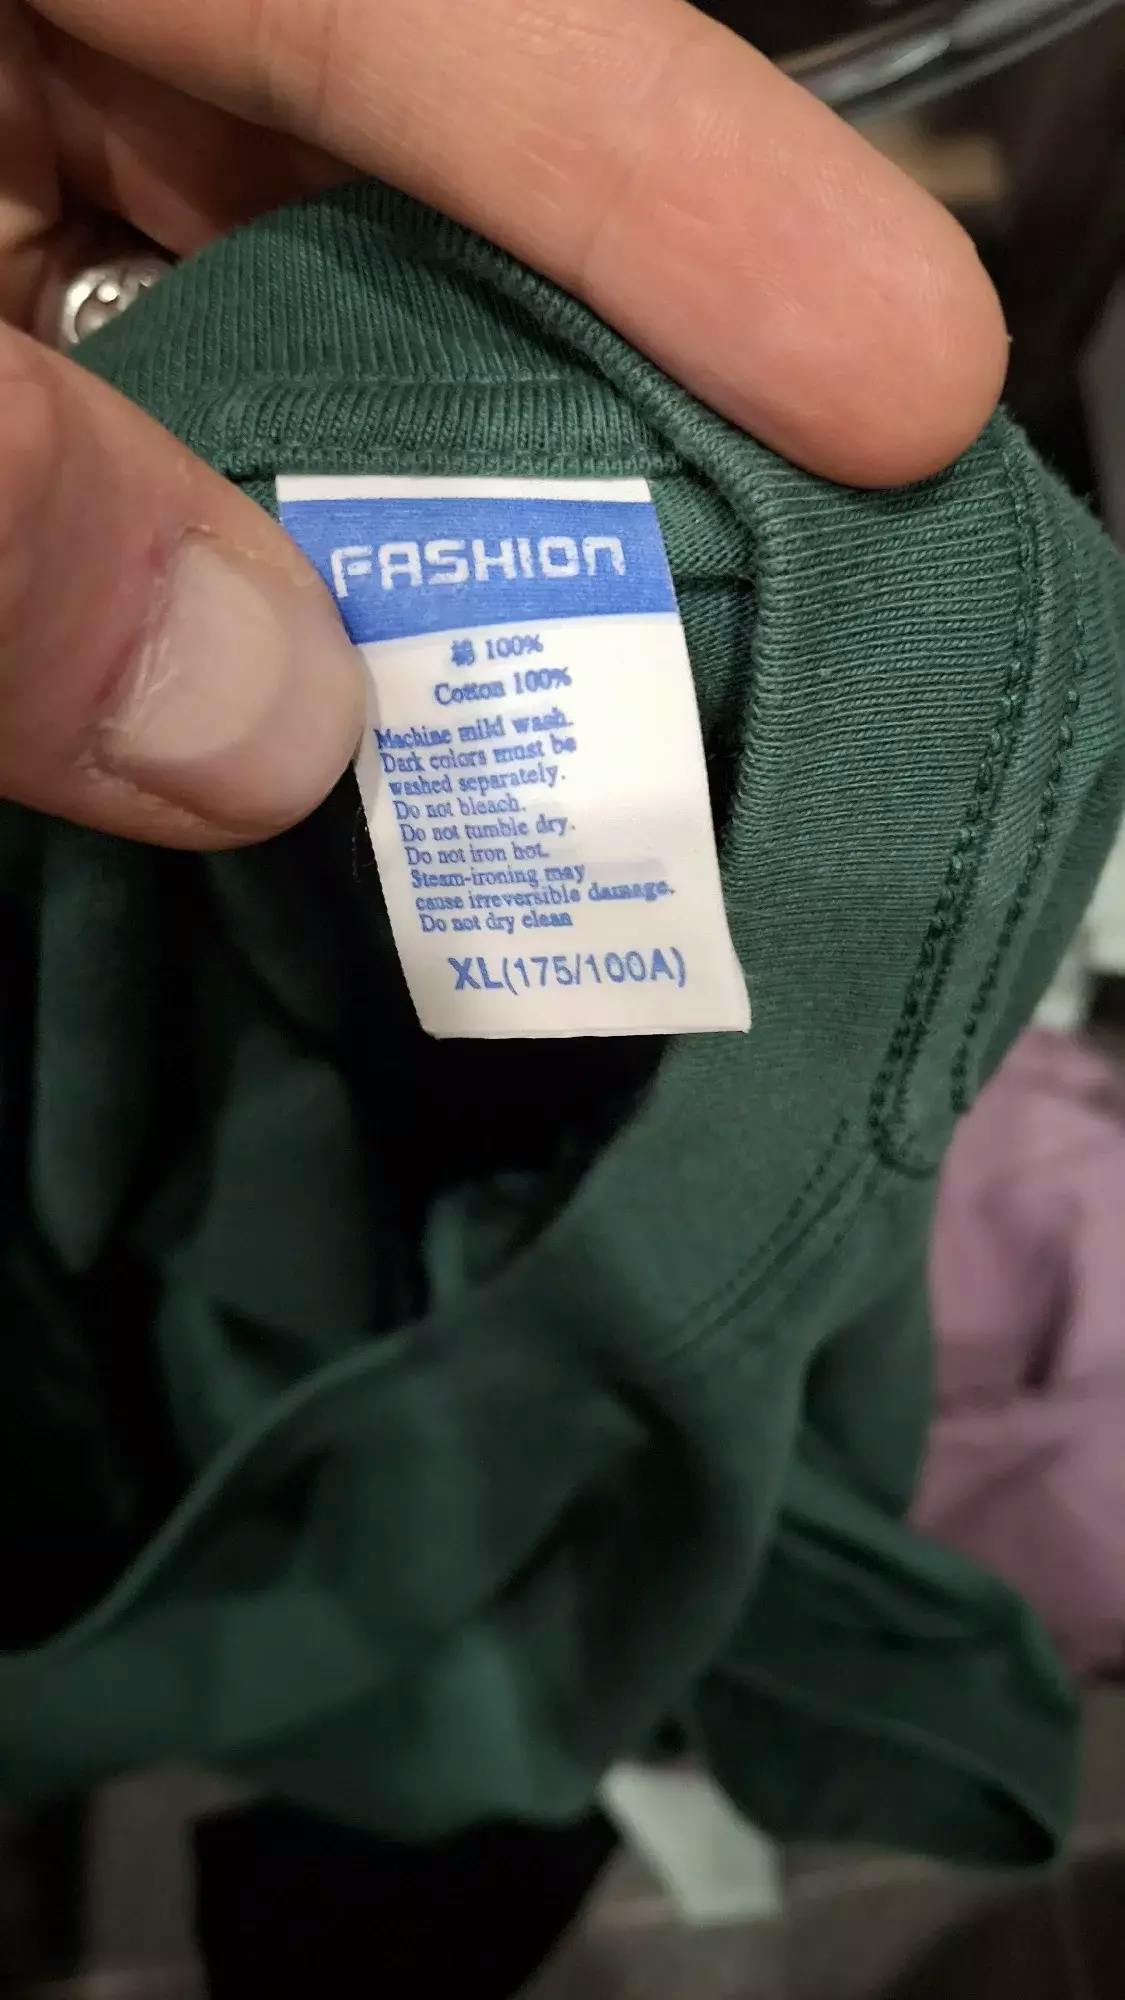 FASHION
棉 100%
Cotton 100%
Machine mild wash.
Dark colors must be
washed separately.
Do not bleach.
Do not tumble dry.
Do not iron hot.
Steam-ironing may
cause irreversible damage.
Do not dry clean
XL(175/100A)